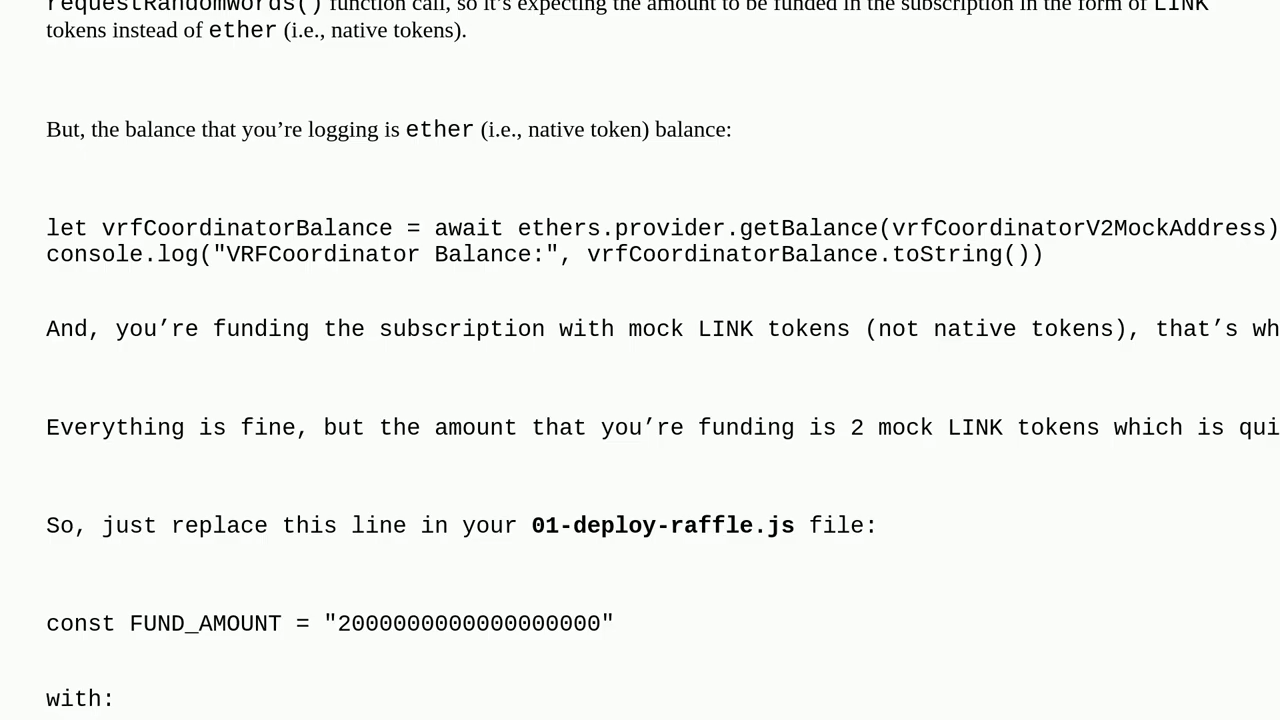 requestRandomWords() function call, so it's expecting the amount to be funded in the subscription in the form of LINK
tokens instead of ether (i.e., native tokens).
But, the balance that you’re logging is ether (i.e., native token) balance:
let vrfCoordinatorBalance = await ethers.provider.getBalance(vrfCoordinatorV2MockAddress)
console.log("VRFCoordinator Balance:", vrfCoordinatorBalance.toString())
And, you’re funding the subscription with mock LINK tokens (not native tokens), that’s wh
Everything is fine, but the amount that you’re funding is 2 mock LINK tokens which is qui
So, just replace this line in your 01-deploy-raffle.js file:
const FUND_AMOUNT = "2000000000000000000"
with: